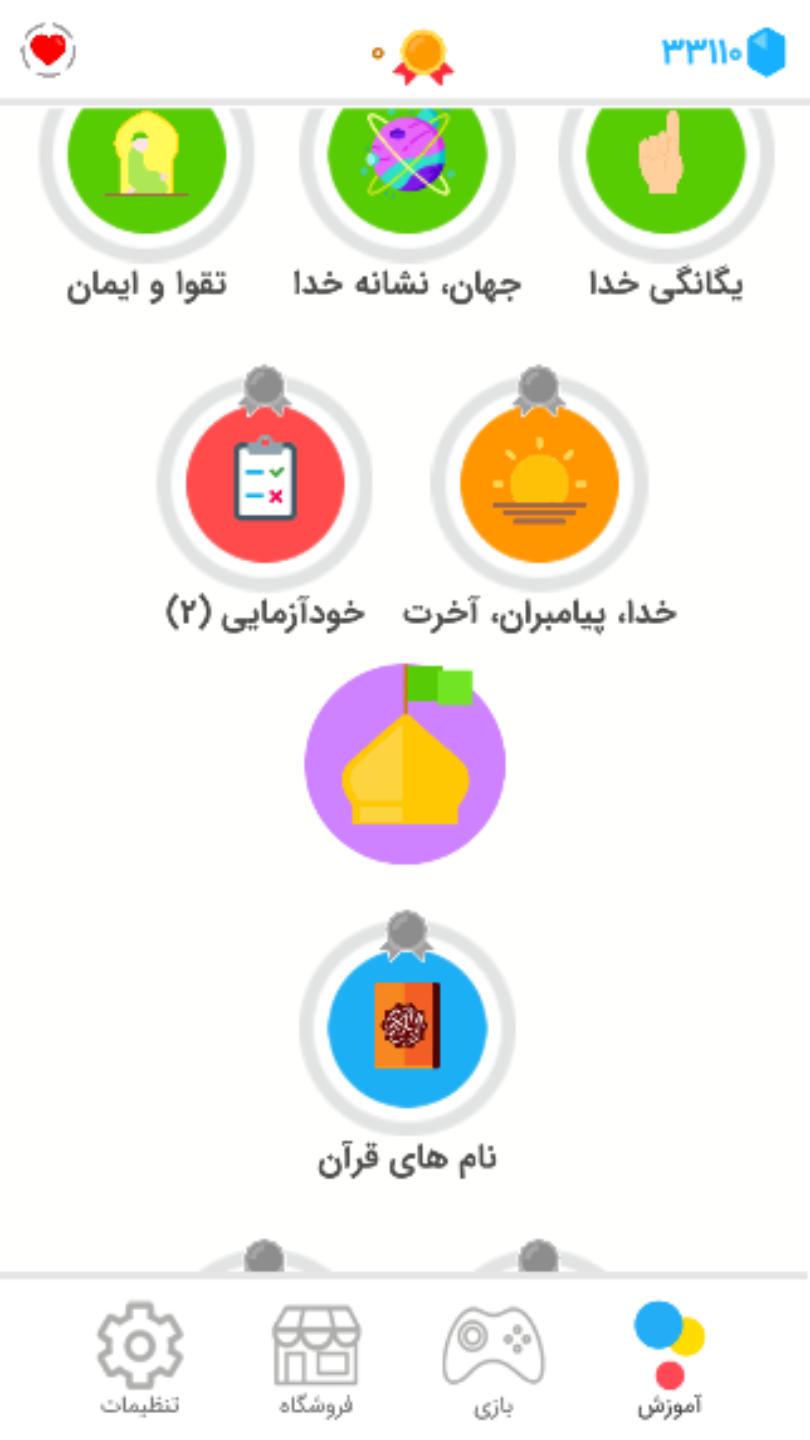 ۳۳۱۱۰
۰
یگانگی خدا
جهان، نشانه خدا
تقوا و ایمان
خدا، پیامبران، آخرت
خودآزمایی (۲)
نام های قرآن
آموزش
بازی
فروشگاه
تنظیمات